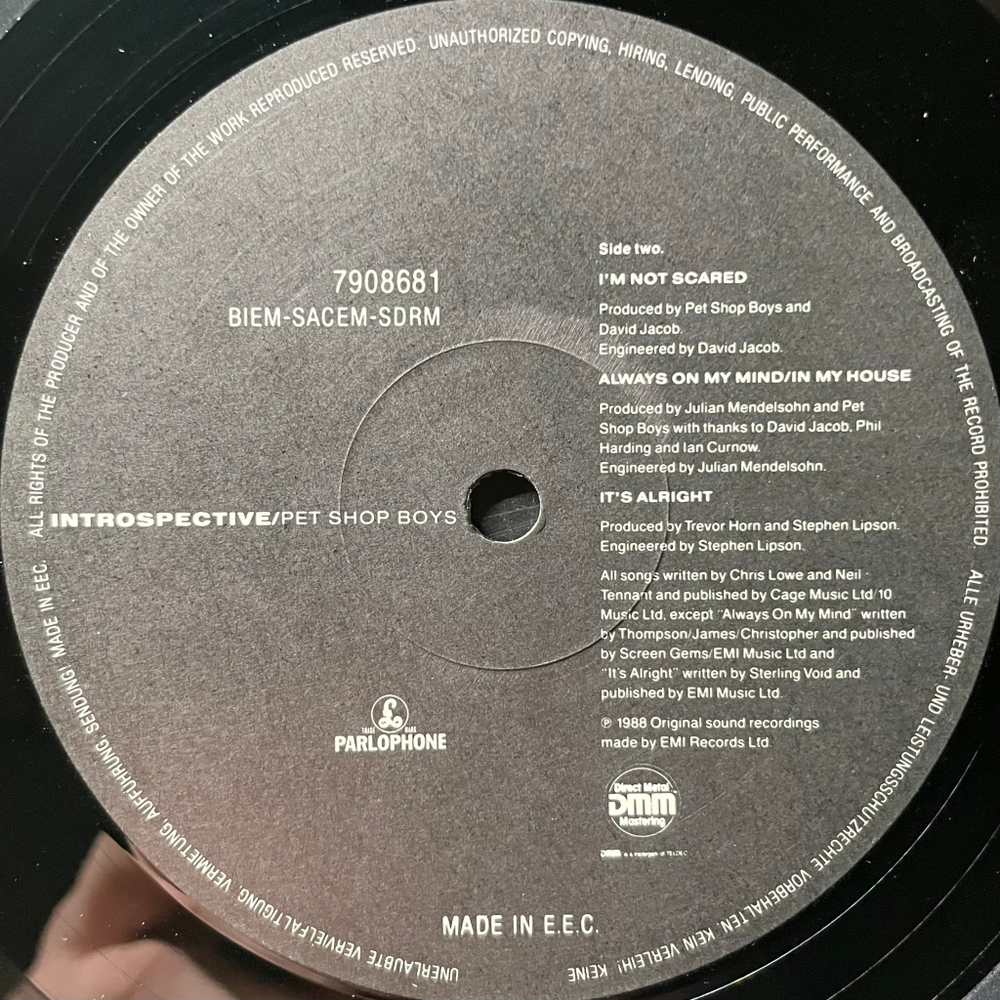 ALL RIGHTS OF THE PRODUCER AND OF THE OWNER OF THE WORK REPRODUCED RESERVED. UNAUTHORIZED COPYING, HIRING, LENDING, PUBLIC PERFORMANCE AND BROADCASTING OF THE RECORD PROHIBITED.
ALLE URHEBER- UND LEISTUNGSSCHUTZRECHTE VORBEHALTEN. KEIN VERLEIH! KEINE
UNERLAUBTE VERVIELFÄLTIGUNG, VERMIETUNG, AUFFÜHRUNG, SENDUNG! MADE IN EEC.
7908681
BIEM-SACEM-SDRM
INTROSPECTIVE/PET SHOP BOYS
Side two.
I'M NOT SCARED
Produced by Pet Shop Boys and
David Jacob.
Engineered by David Jacob.
ALWAYS ON MY MIND/IN MY HOUSE
Produced by Julian Mendelsohn and Pet
Shop Boys with thanks to David Jacob, Phil
Harding and Ian Curnow.
Engineered by Julian Mendelsohn.
IT'S ALRIGHT
Produced by Trevor Horn and Stephen Lipson.
Engineered by Stephen Lipson.
All songs written by Chris Lowe and Neil
Tennant and published by Cage Music Ltd/10
Music Ltd, except "Always On My Mind" written
by Thompson/James/Christopher and published
by Screen Gems/EMI Music Ltd and
"It's Alright" written by Sterling Void and
published by EMI Music Ltd.
℗ 1988 Original sound recordings
made by EMI Records Ltd
Direct Metal
DMM
Mastering
DMM is a trademark of TELDEC
TRADE MARK
PARLOPHONE
MADE IN E.E.C.